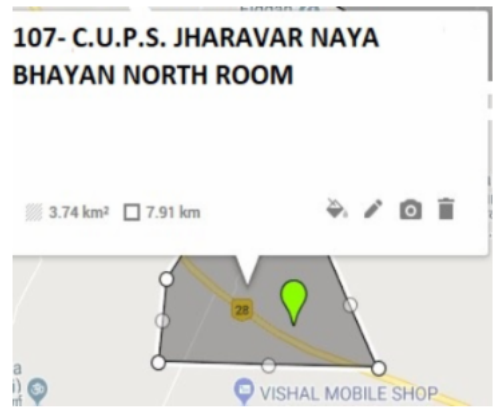 107- C.U.P.S. JHARAVAR NAYA
BHAYAN NORTH ROOM
3.74 km² 7.91 km
28
VISHAL MOBILE SHOP